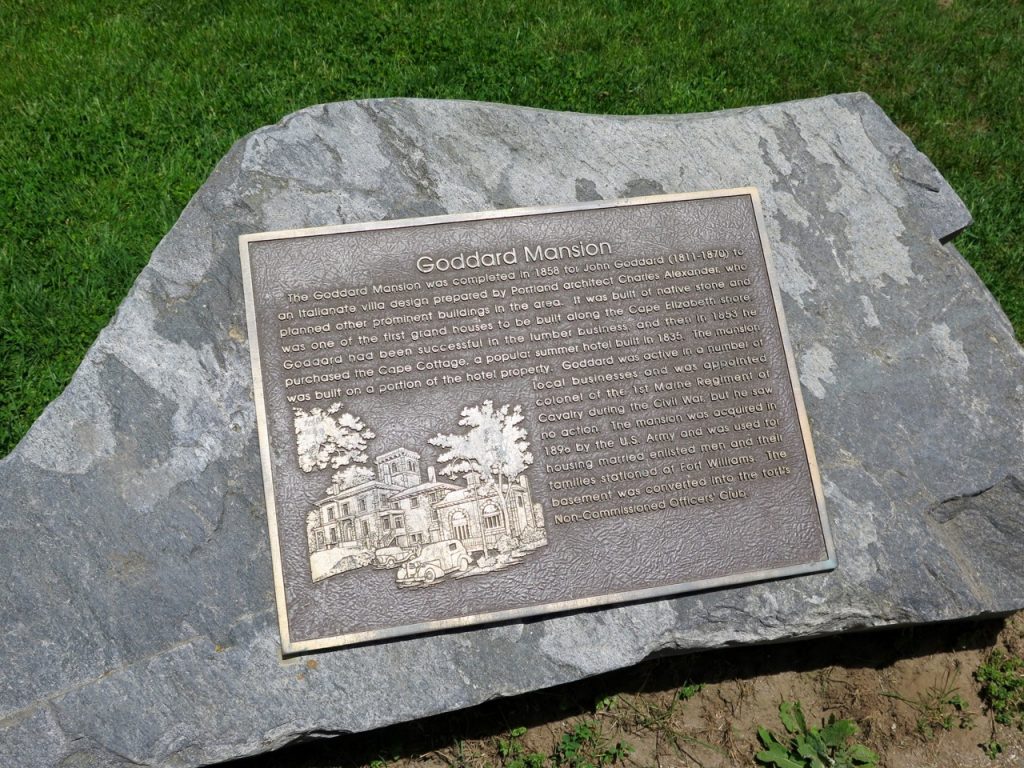 Goddard Mansion
The Goddard Mansion was completed in 1858 for John Goddard (1811-1870) to
an Italianate villa design prepared by Portland architect Charles Alexander, who
planned other prominent buildings in the area. It was built of native stone and
was one of the first grand houses to be built along the Cape Elizabeth shore.
Goddard had been successful in the lumber business, and then in 1853 he
purchased the Cape Cottage, a popular summer hotel built in 1835. The mansion
was built on a portion of the hotel property. Goddard was active in a number of
local businesses and was appointed
colonel of the 1st Maine Regiment of
Cavalry during the Civil War, but he saw
no action. The mansion was acquired in
1896 by the U.S. Army and was used for
housing married enlisted men and their
families stationed at Fort Williams. The
basement was converted into the fort's
Non-Commissioned Officers' Club.